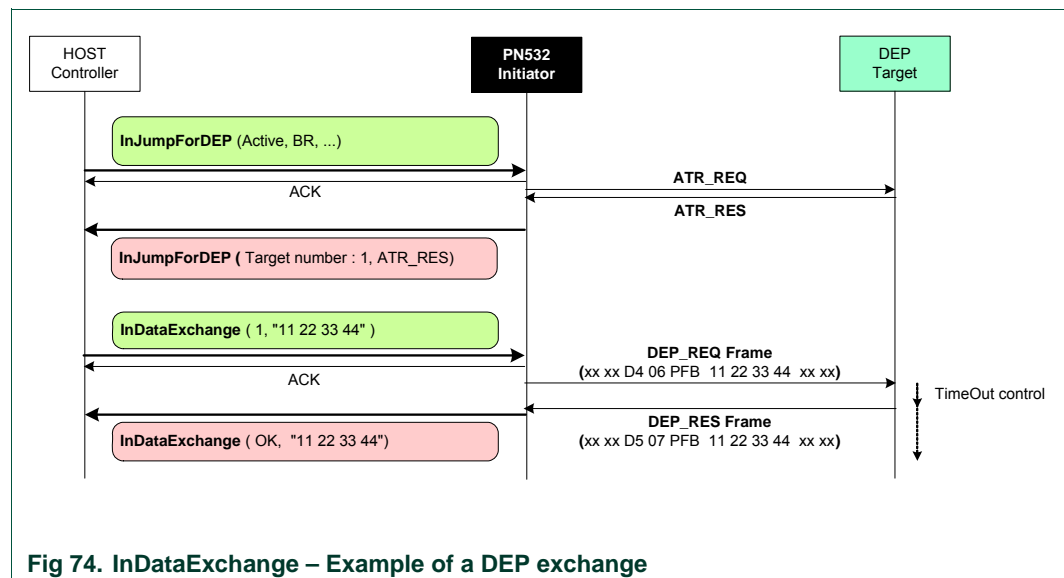 HOST
Controller
PN532
Initiator
DEP
Target
InJumpForDEP (Active, BR, ...)
ACK
ATR_REQ
ATR_RES
InJumpForDEP ( Target number : 1, ATR_RES)
InDataExchange ( 1, "11 22 33 44" )
ACK
DEP_REQ Frame
(xx xx D4 06 PFB 11 22 33 44 xx xx)
TimeOut control
DEP_RES Frame
(xx xx D5 07 PFB 11 22 33 44 xx xx)
InDataExchange ( OK, "11 22 33 44")
Fig 74. InDataExchange – Example of a DEP exchange